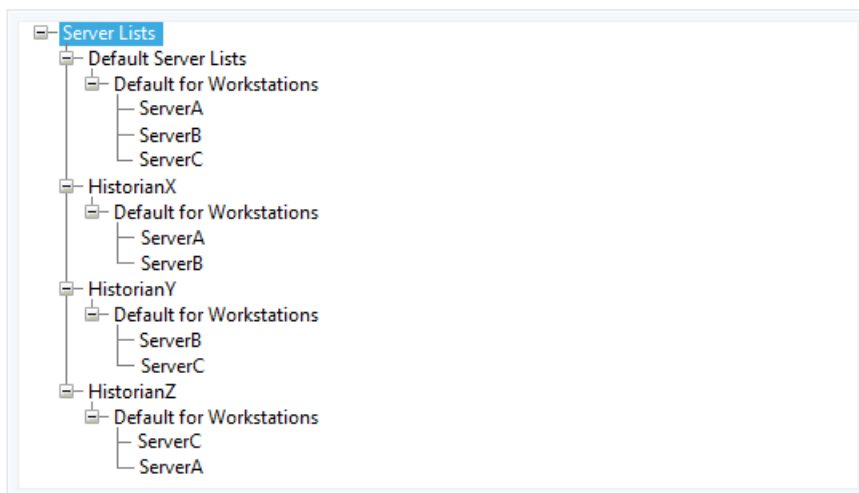 Server Lists
Default Server Lists
Default for Workstations
ServerA
ServerB
ServerC
HistorianX
Default for Workstations
ServerA
ServerB
HistorianY
Default for Workstations
ServerB
ServerC
HistorianZ
Default for Workstations
ServerC
ServerA